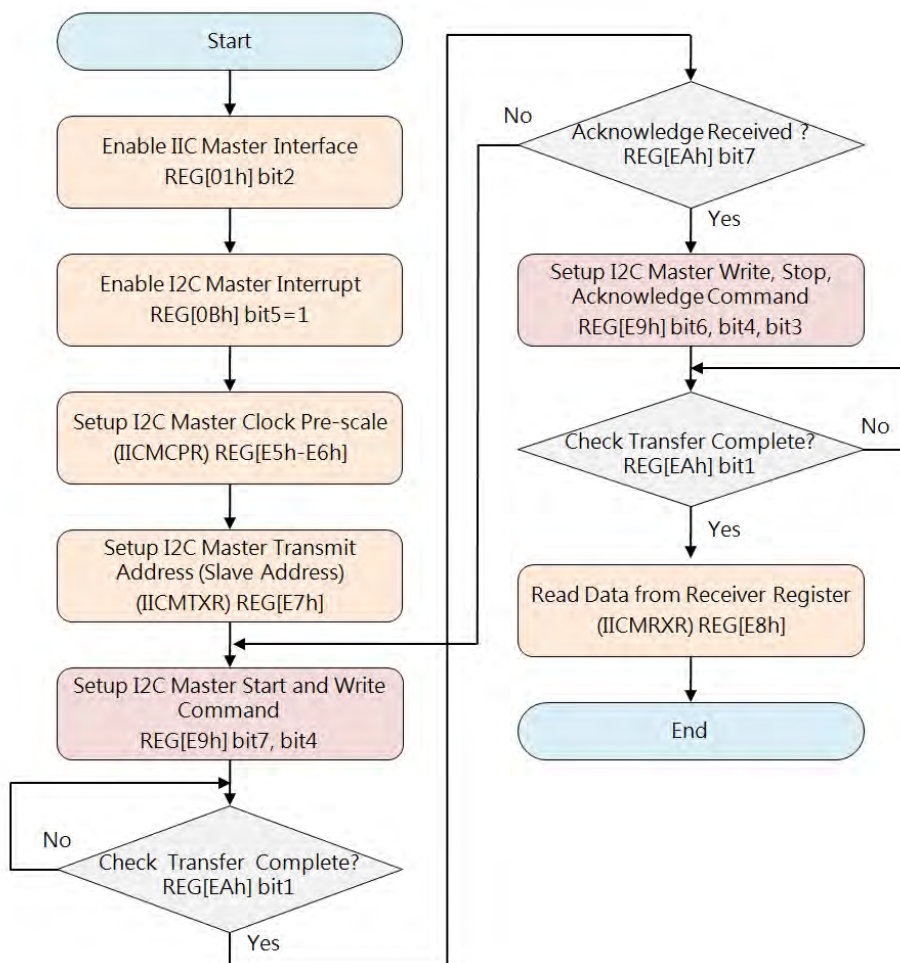 Start
Enable IIC Master Interface
REG[01h] bit2
Enable I2C Master Interrupt
REG[0Bh] bit5=1
Setup I2C Master Clock Pre-scale
(IICMCPR) REG[E5h-E6h]
Setup I2C Master Transmit
Address (Slave Address)
(IICMTXR) REG[E7h]
Setup I2C Master Start and Write
Command
REG[E9h] bit7, bit4
No
Check Transfer Complete?
REG[EAh] bit1
Yes
No
Acknowledge Received ?
REG[EAh] bit7
Yes
Setup I2C Master Write, Stop,
Acknowledge Command
REG[E9h] bit6, bit4, bit3
No
Check Transfer Complete?
REG[EAh] bit1
Yes
Read Data from Receiver Register
(IICMRXR) REG[E8h]
End